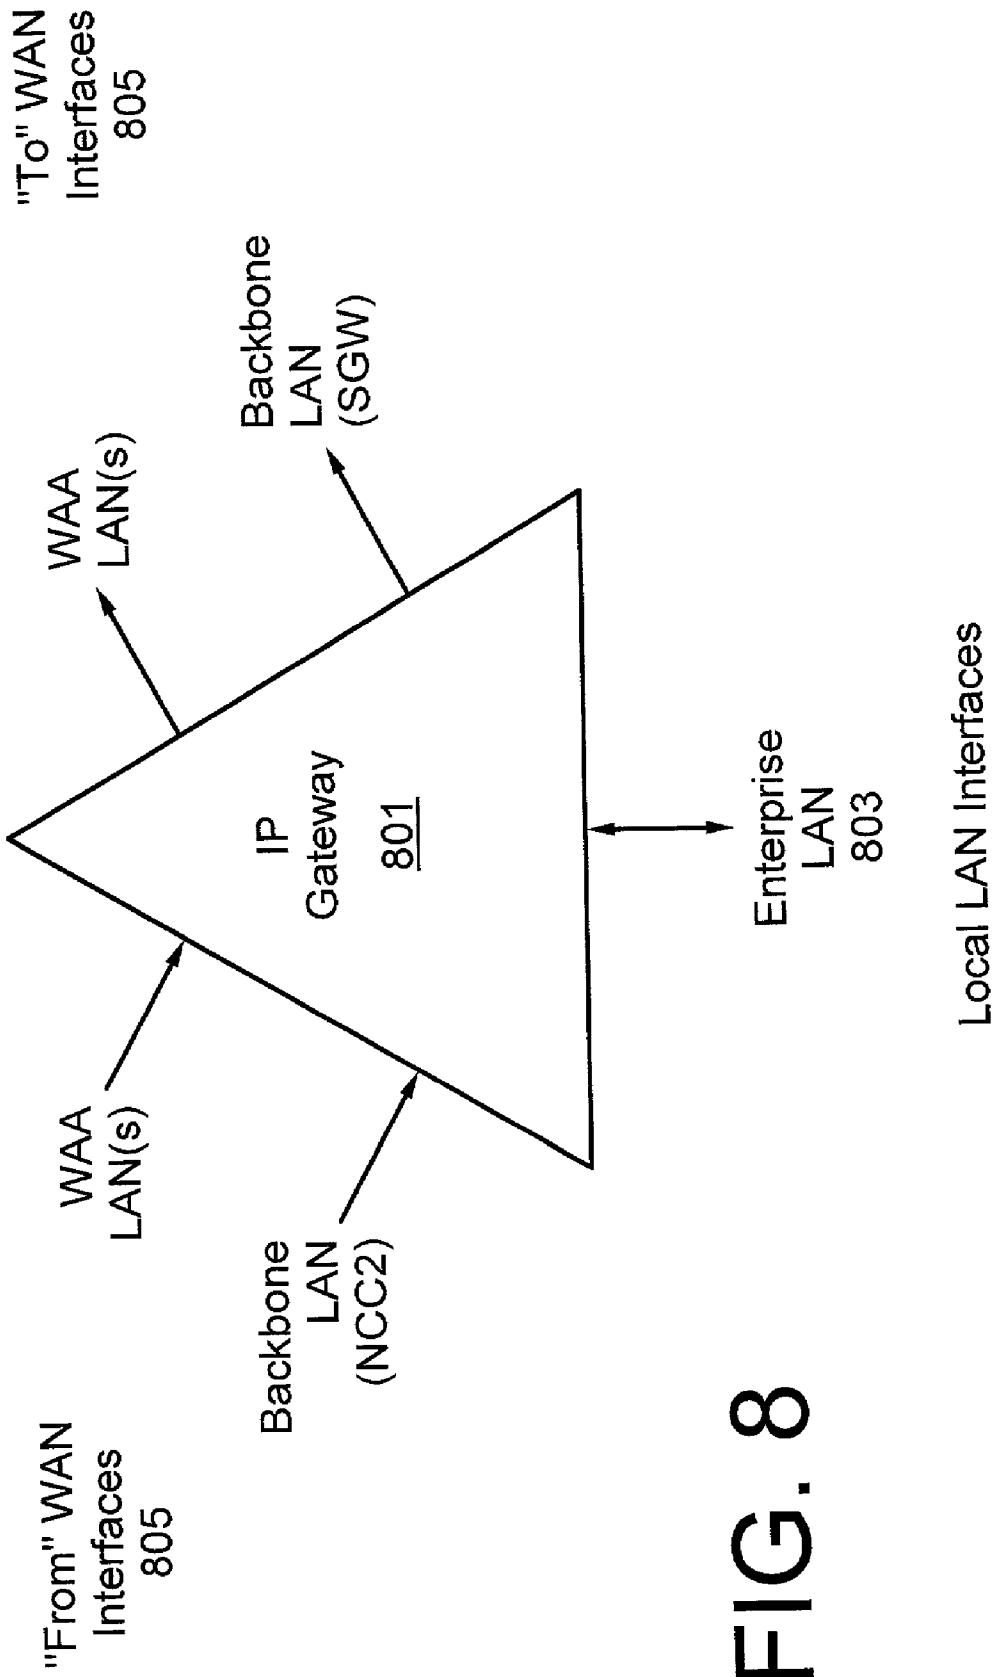 "From" WAN
Interfaces
805
"To" WAN
Interfaces
805
WAA
LAN(s)
WAA
LAN(s)
Backbone
LAN
(NCC2)
Backbone
LAN
(SGW)
IP
Gateway
801
Enterprise
LAN
803
Local LAN Interfaces
FIG. 8